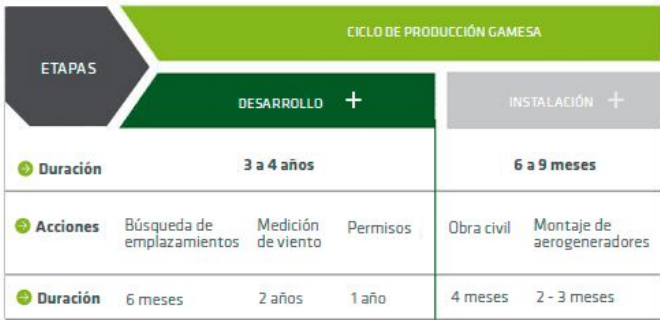 CICLO DE PRODUCCIÓN GAMESA
ETAPAS
DESARROLLO +
INSTALACIÓN +
Duración
3 a 4 años
6 a 9 meses
Acciones
Búsqueda de
emplazamientos
Medición
de viento
Permisos
Obra civil
Montaje de
aerogeneradores
Duración
6 meses
2 años
1 año
4 meses
2 - 3 meses